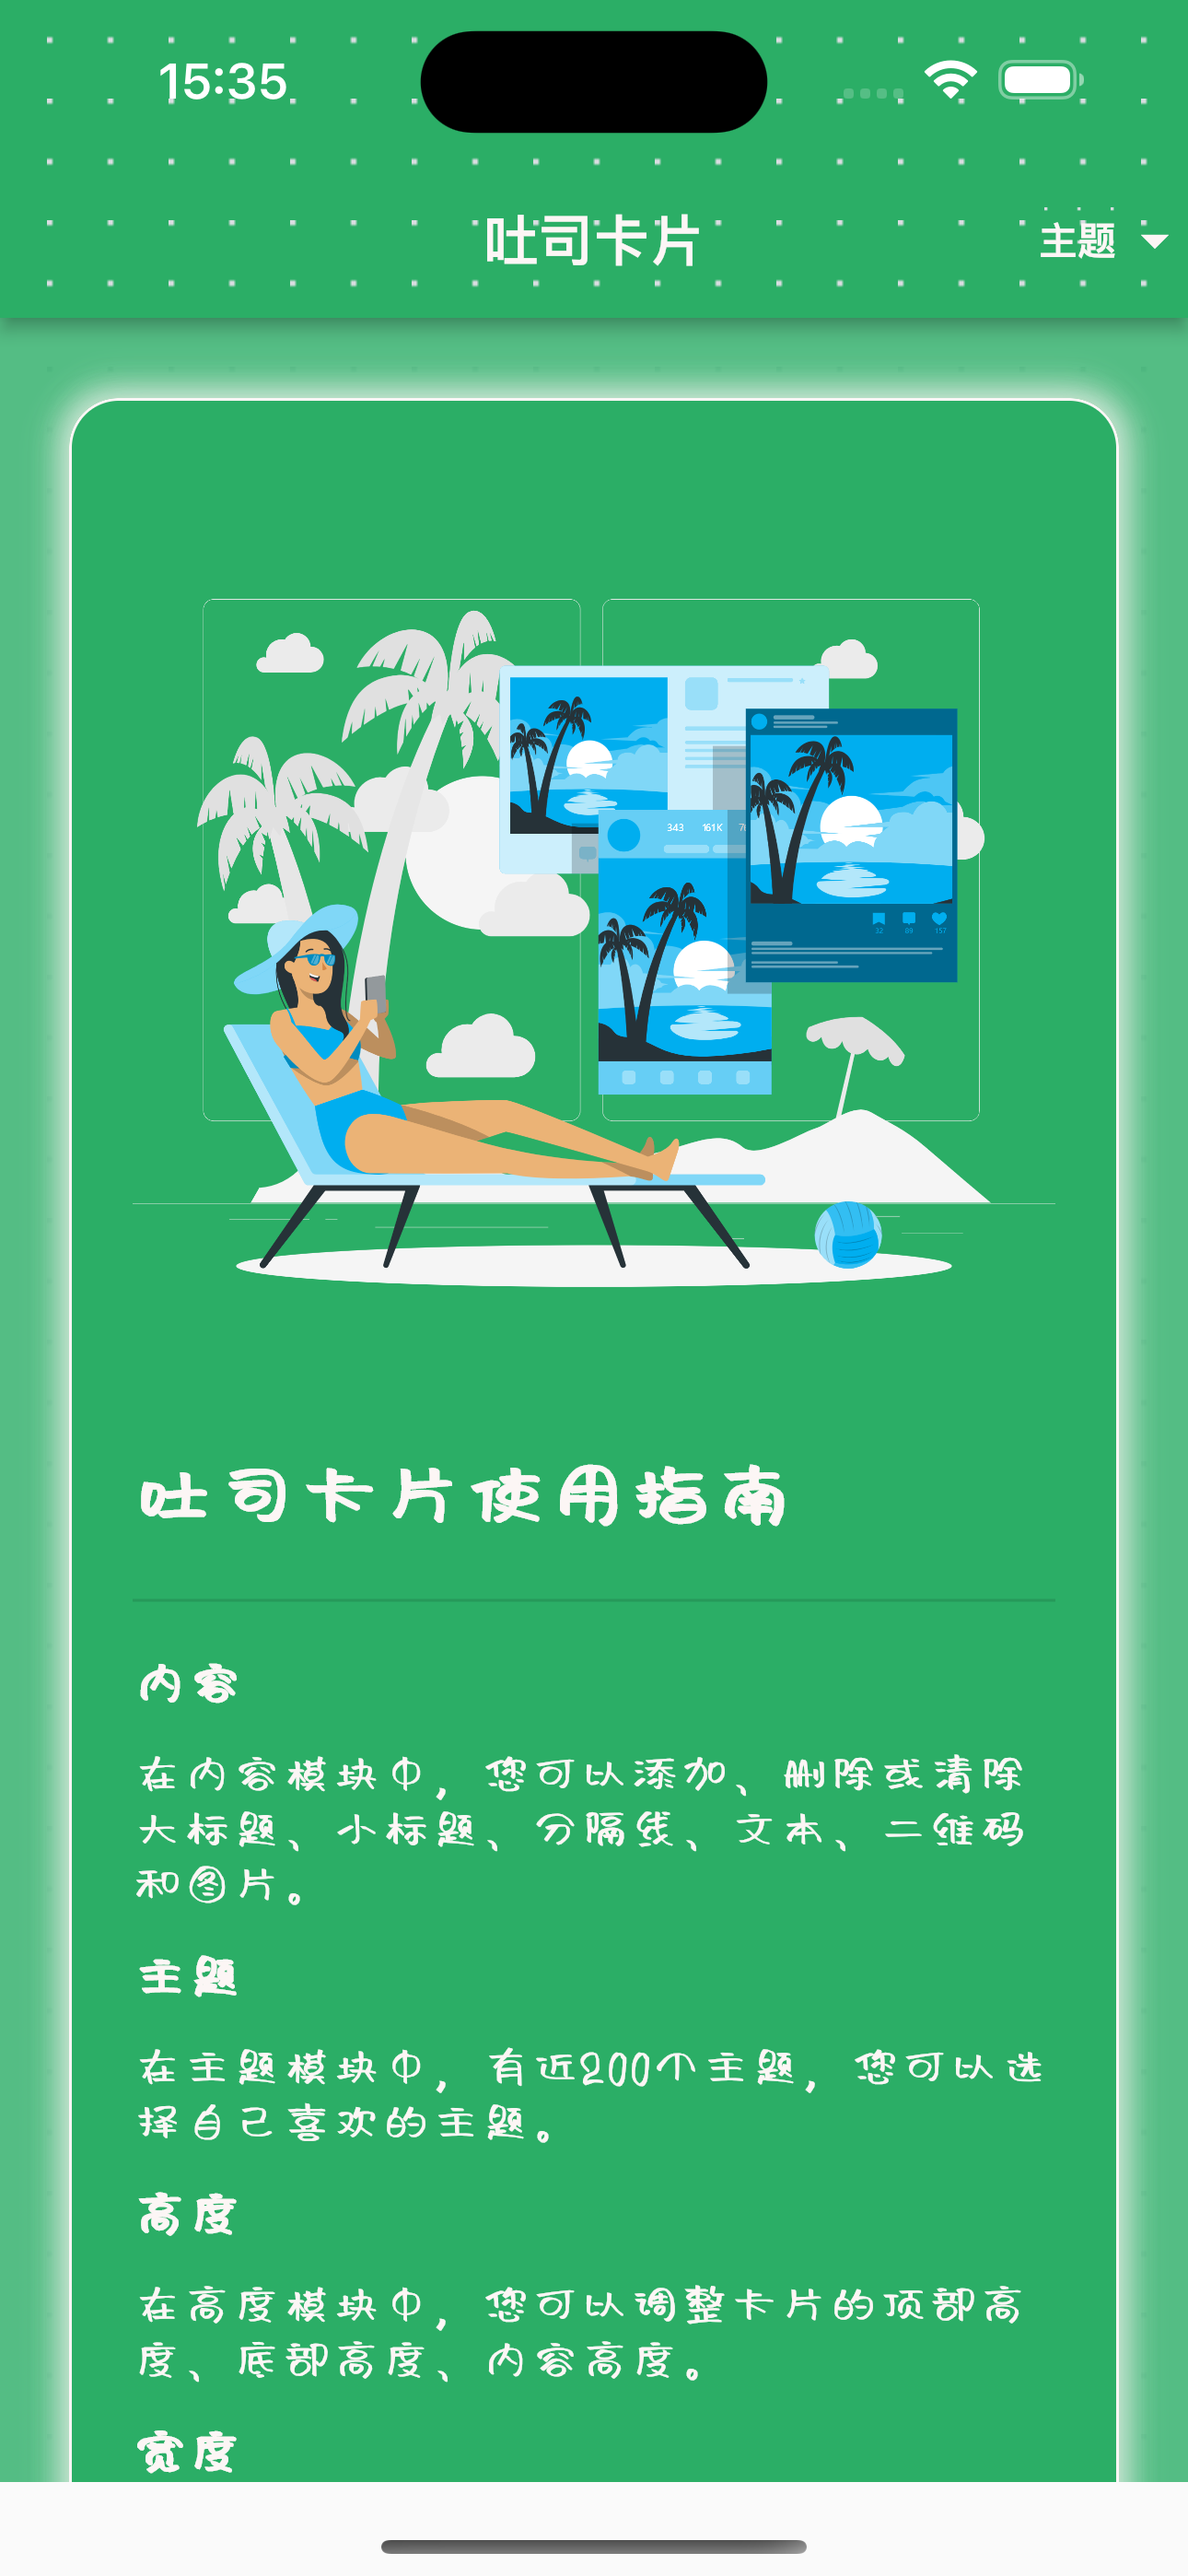 15:35
吐司卡片
主题
343 161K
32 89 157
吐司卡片使用指南
内容
在内容模块中，您可以添加、删除或清除
大标题、小标题、分隔线、文本、二维码
和图片。
主题
在主题模块中，有近200个主题，您可以选
择自己喜欢的主题。
高度
在高度模块中，您可以调整卡片的顶部高
度、底部高度、内容高度。
宽度